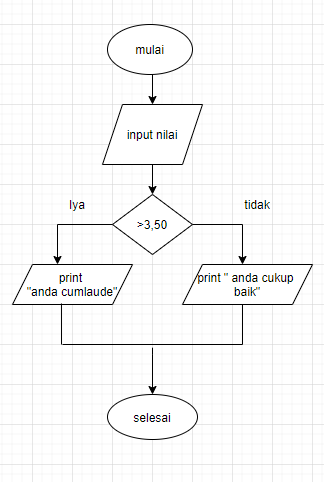 mulai
input nilai
Iya
tidak
>3,50
print
"anda cumlaude"
print " anda cukup
baik"
selesai